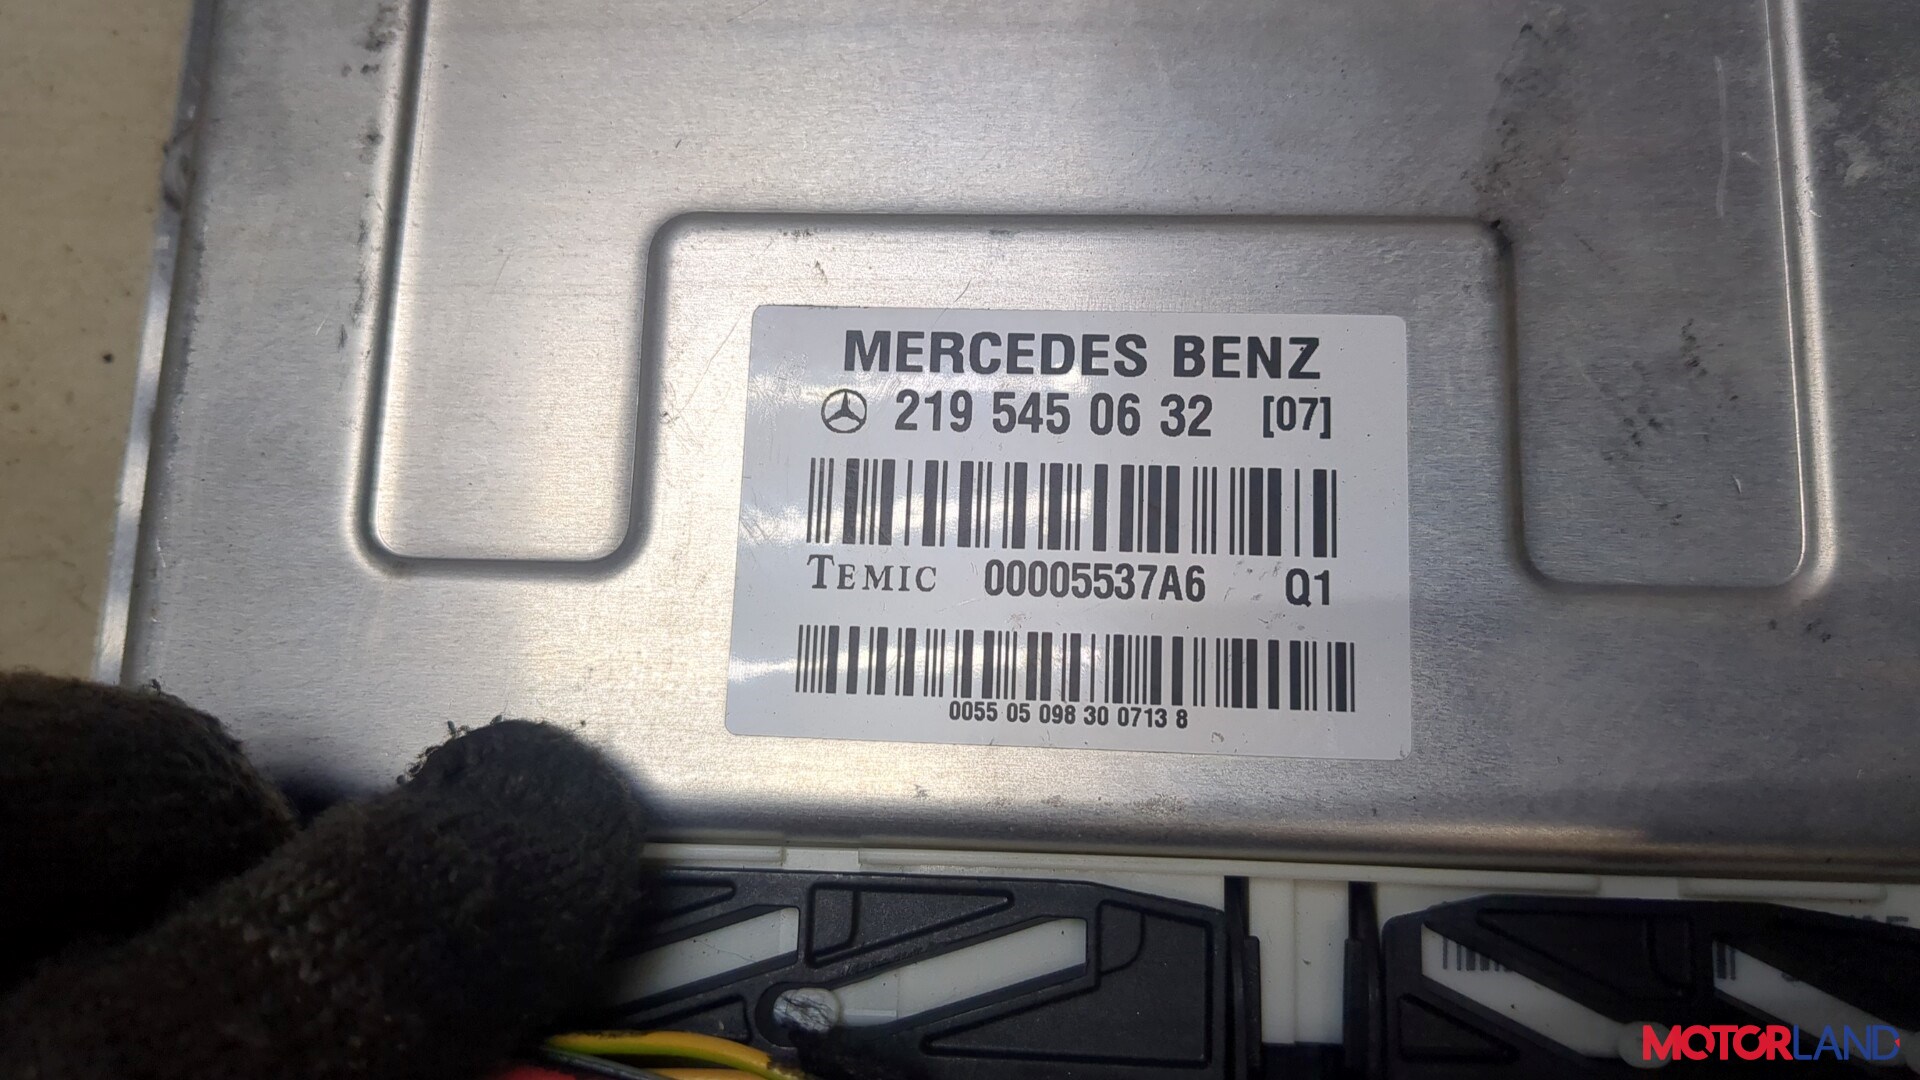 MERCEDES BENZ
219 545 06 32 [07]
TEMIC 00005537A6 Q1
0055 05 098 30 0713 8
MOTORLAND